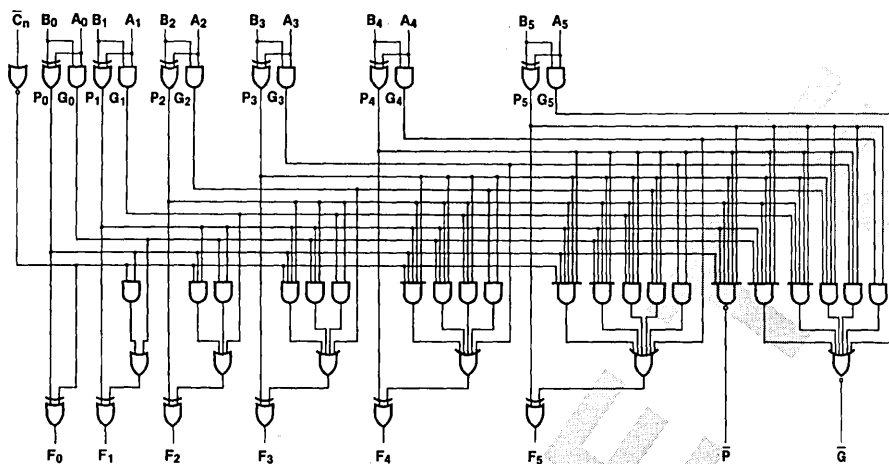 C̅n B0 A0 B1 A1 B2 A2 B3 A3 B4 A4 B5 A5
P0 G0 P1 G1 P2 G2 P3 G3 P4 G4 P5 G5
F0 F1 F2 F3 F4 F5 P̅ G̅